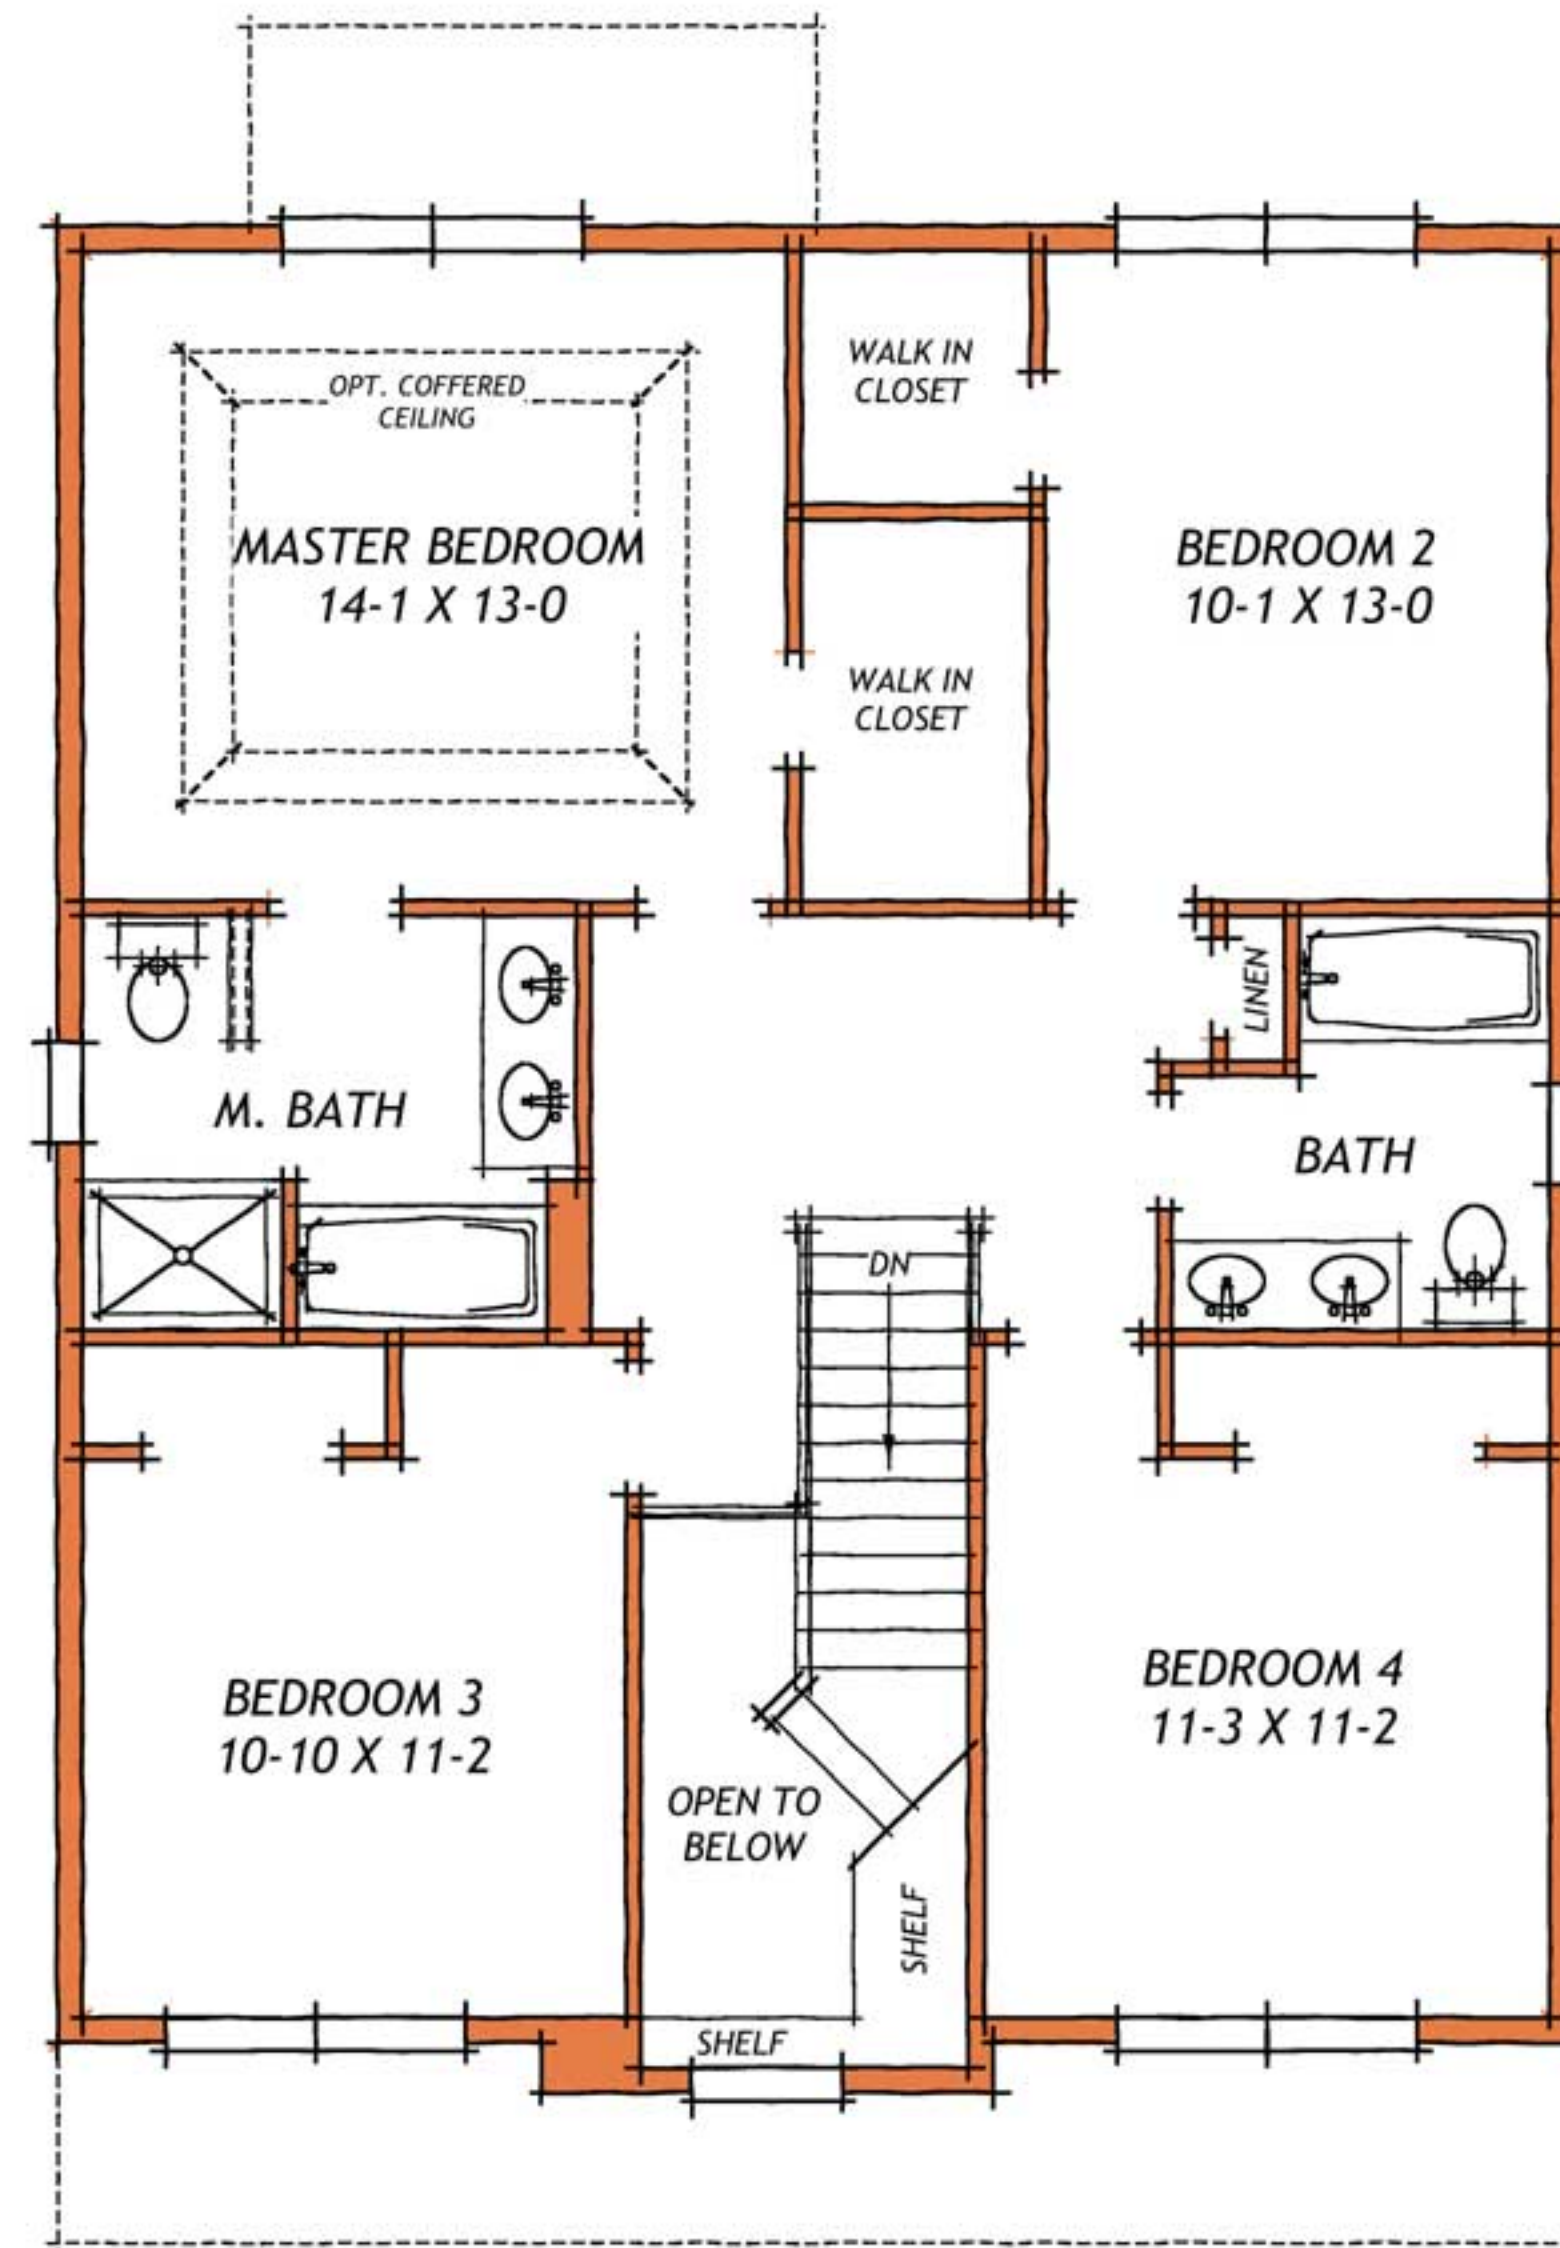 WALK IN
CLOSET
OPT. COFFERED
CEILING
MASTER BEDROOM
14-1 X 13-0
BEDROOM 2
10-1 X 13-0
WALK IN
CLOSET
LINEN
M. BATH
BATH
DN
BEDROOM 3
10-10 X 11-2
BEDROOM 4
11-3 X 11-2
OPEN TO
BELOW
SHELF
SHELF